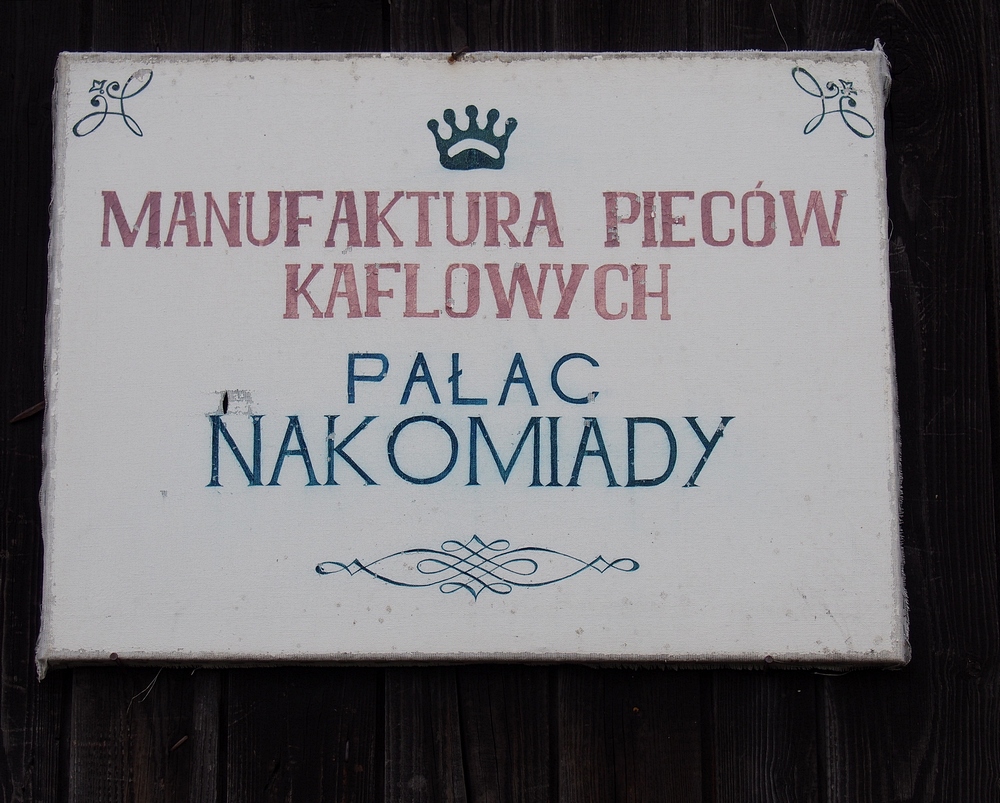 MANUFAKTURA PIECÓW
KAFLOWYCH
PAŁAC
NAKOMIADY